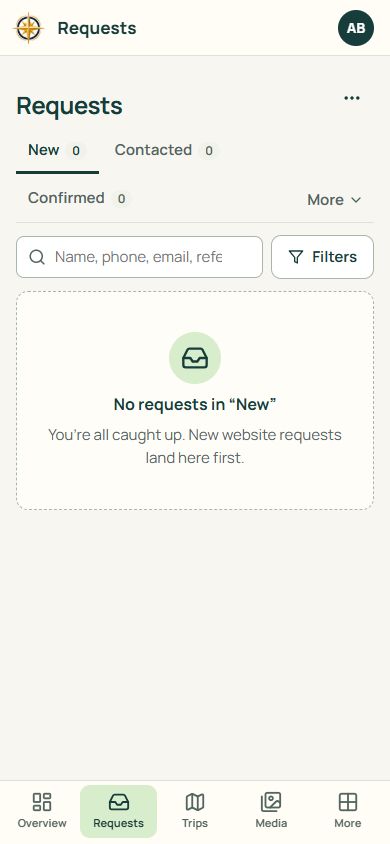 Requests
AB
Requests
New 0
Contacted 0
Confirmed 0
More
Name, phone, email, refe
Filters
No requests in “New”
You’re all caught up. New website requests
land here first.
Overview
Requests
Trips
Media
More